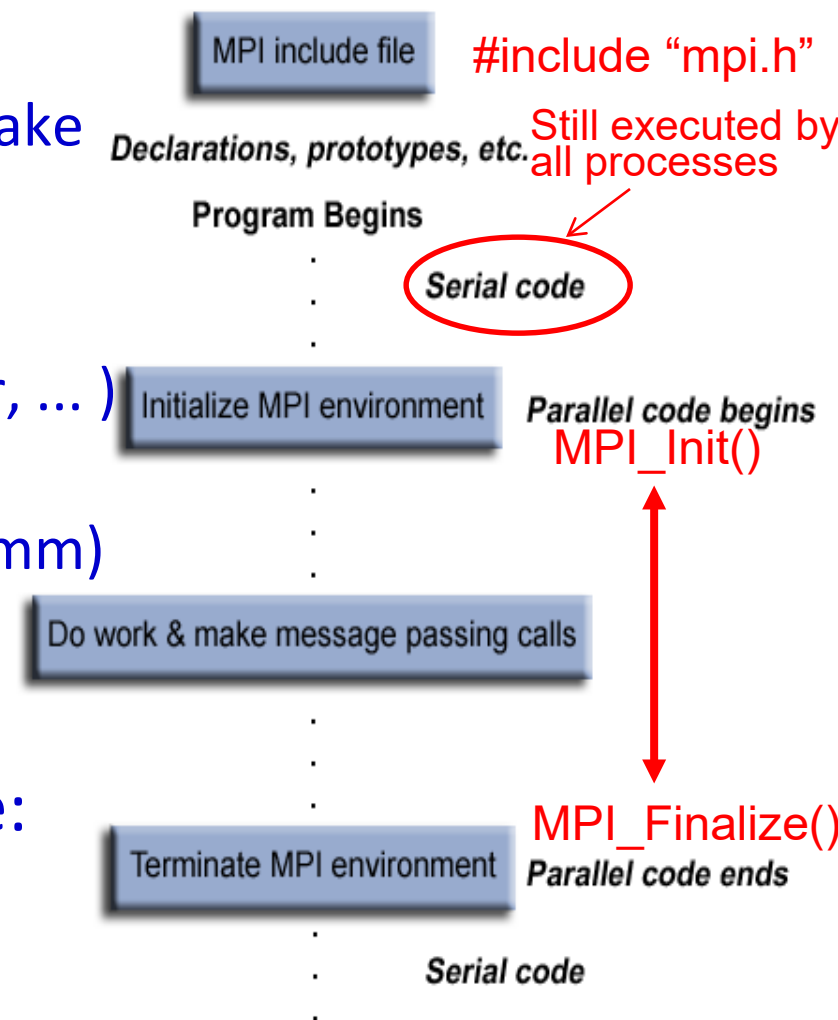 MPI include file #include “mpi.h”
ake
Declarations, prototypes, etc. Still executed by
all processes
Program Begins
.
. Serial code
.
r, ... ) Initialize MPI environment Parallel code begins
MPI_Init()
.
mm) .
.
Do work & make message passing calls
.
.
.
e: MPI_Finalize()
Terminate MPI environment Parallel code ends
.
. Serial code
.